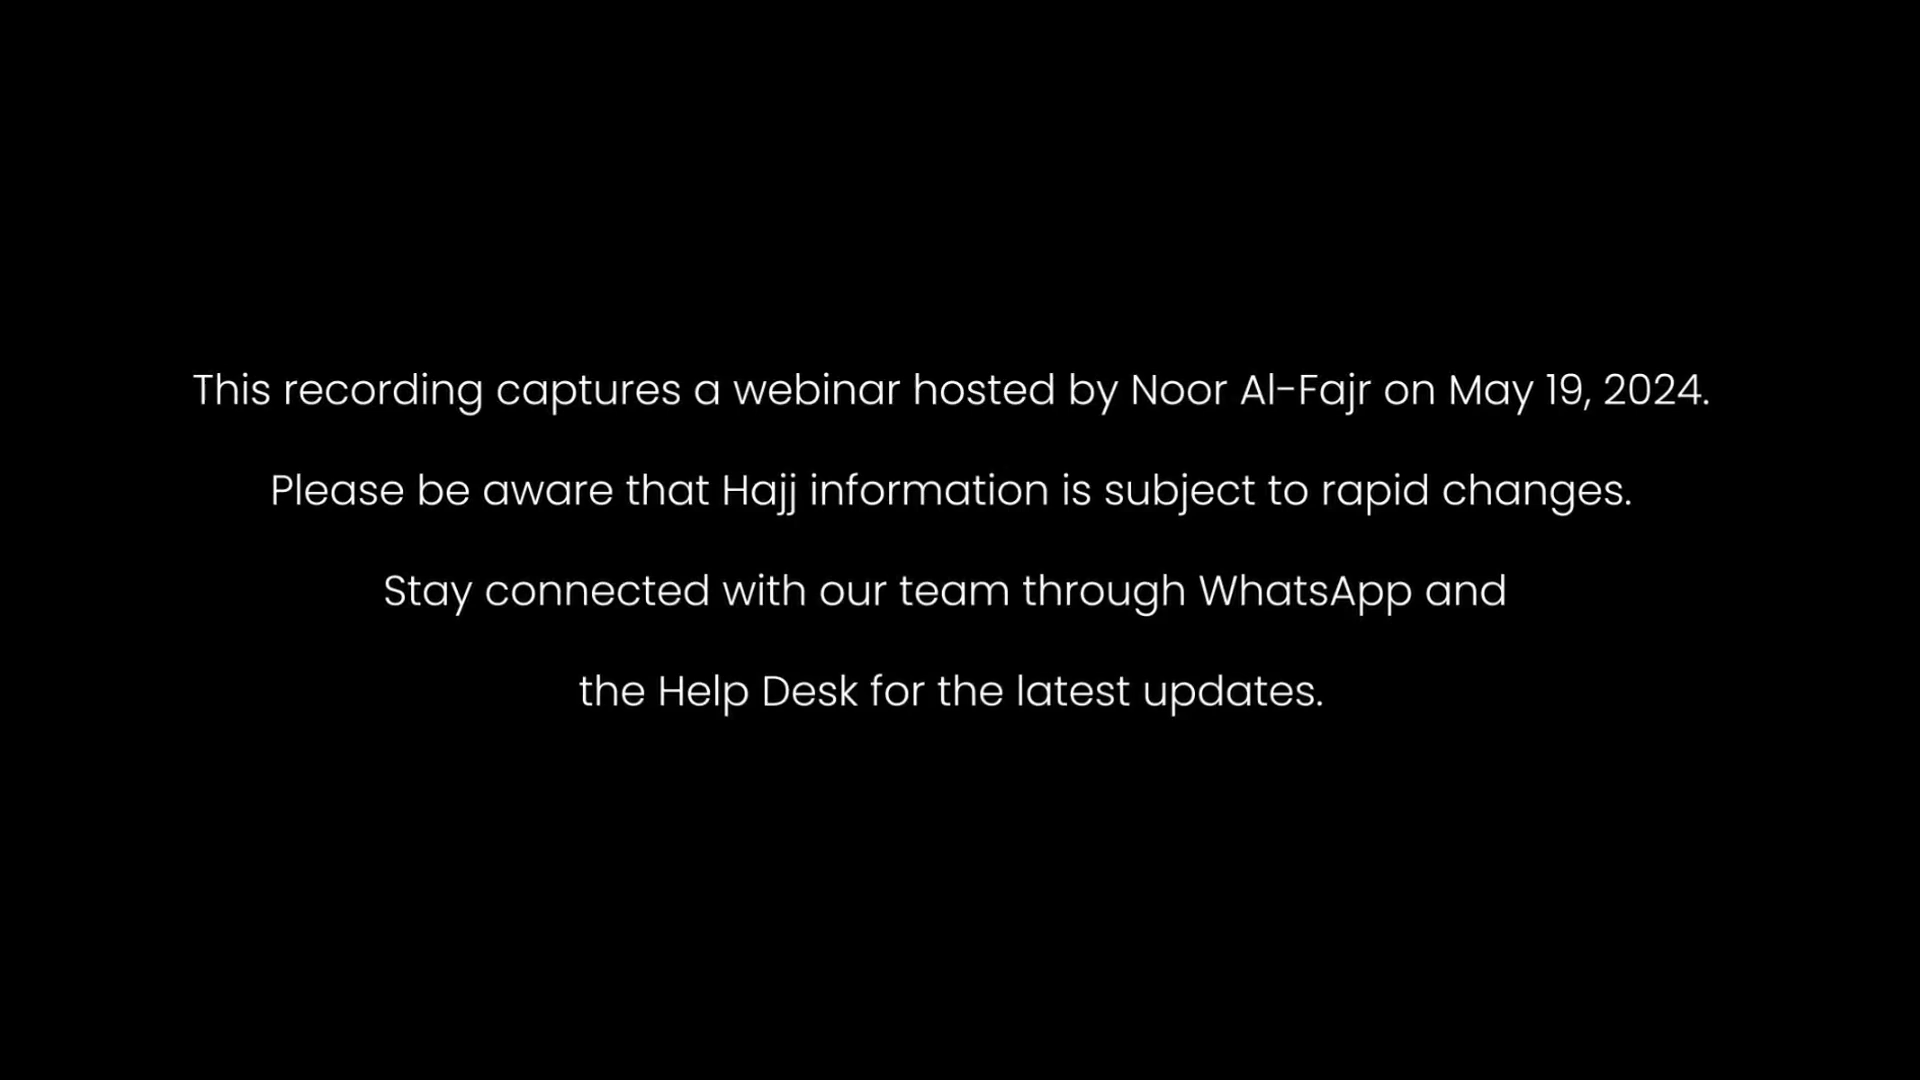 This recording captures a webinar hosted by Noor Al-Fajr on May 19, 2024.
Please be aware that Hajj information is subject to rapid changes.
Stay connected with our team through WhatsApp and
the Help Desk for the latest updates.